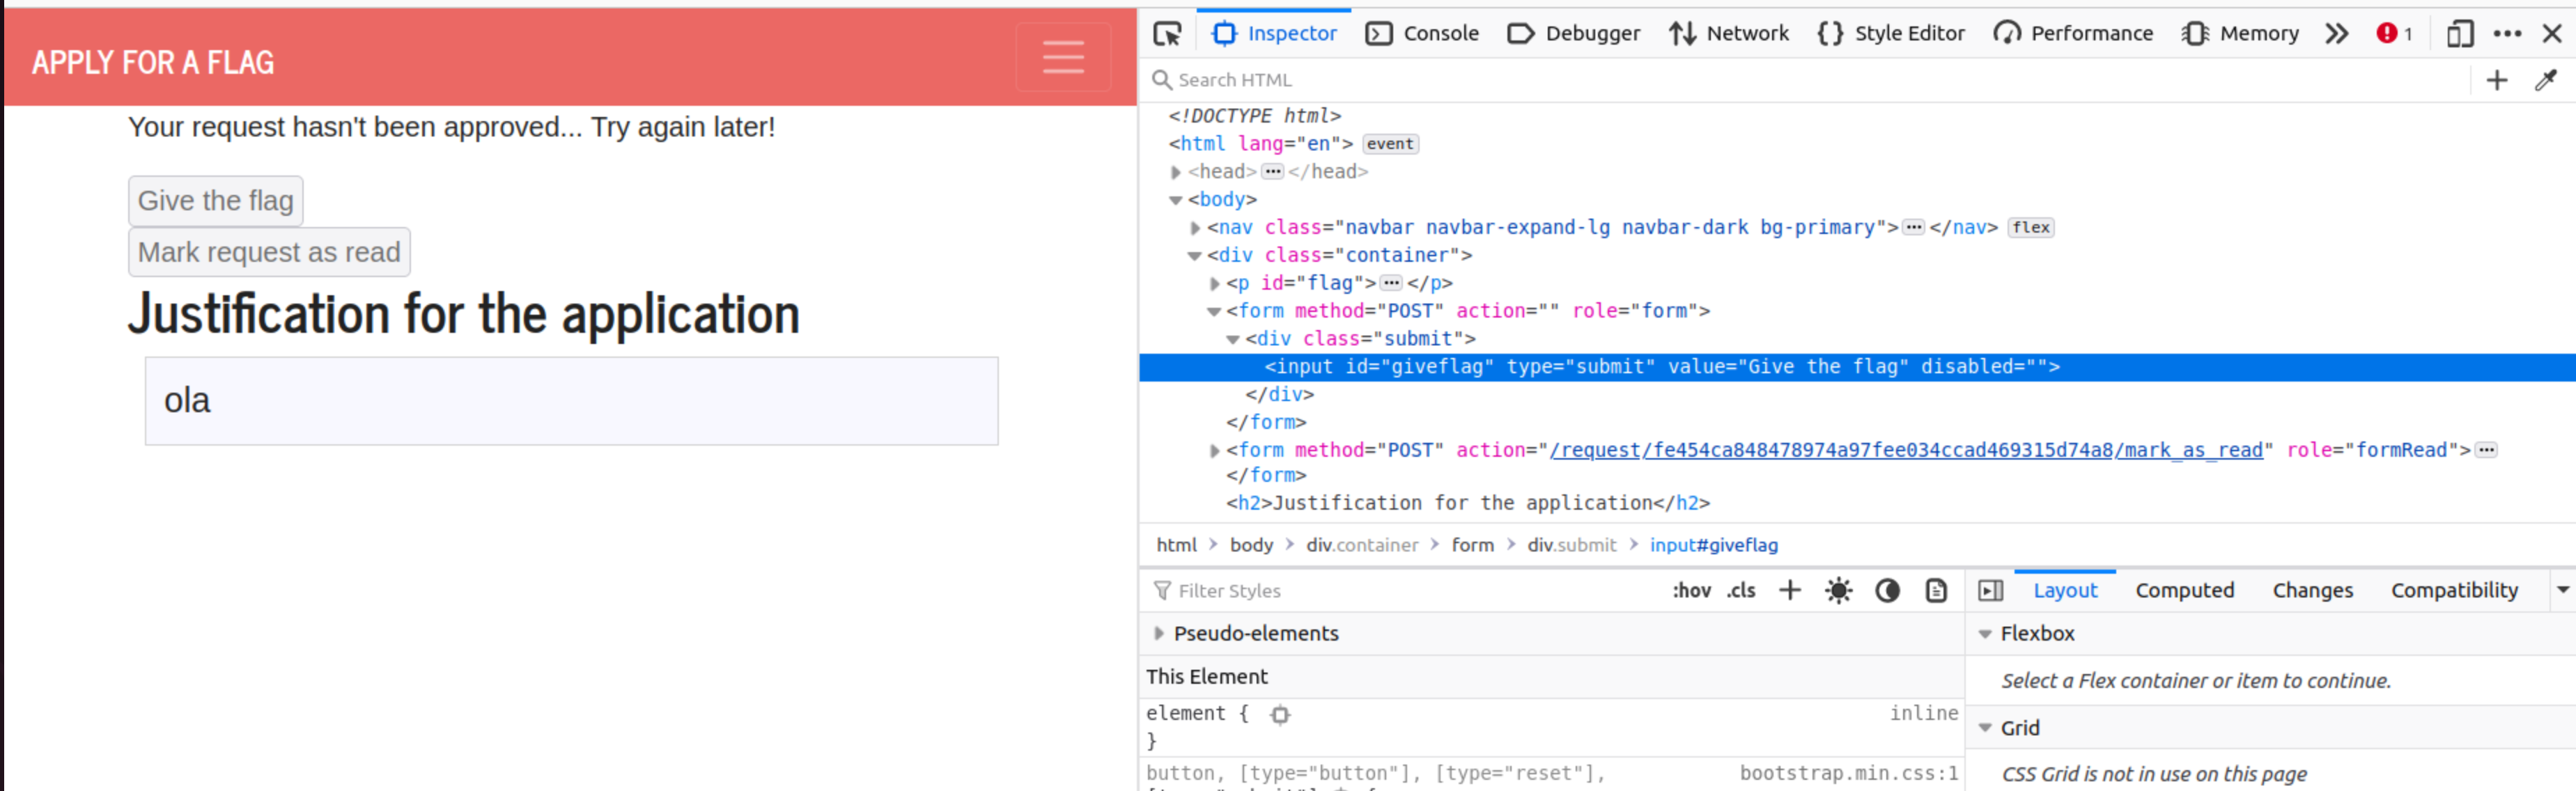 APPLY FOR A FLAG
Your request hasn't been approved... Try again later!
Give the flag
Mark request as read
Justification for the application
ola
Inspector Console Debugger Network Style Editor Performance Memory 1
Search HTML
<!DOCTYPE html>
<html lang="en"> event
<head> ... </head>
<body>
<nav class="navbar navbar-expand-lg navbar-dark bg-primary"> ... </nav> flex
<div class="container">
<p id="flag"> ... </p>
<form method="POST" action="" role="form">
<div class="submit">
<input id="giveflag" type="submit" value="Give the flag" disabled="">
</div>
</form>
<form method="POST" action="/request/fe454ca848478974a97fee034ccad469315d74a8/mark_as_read" role="formRead"> ...
</form>
<h2>Justification for the application</h2>
html > body > div.container > form > div.submit > input#giveflag
Filter Styles :hov .cls
Layout Computed Changes Compatibility
Pseudo-elements
This Element
element { inline
}
button, [type="button"], [type="reset"], bootstrap.min.css:1
Flexbox
Select a Flex container or item to continue.
Grid
CSS Grid is not in use on this page